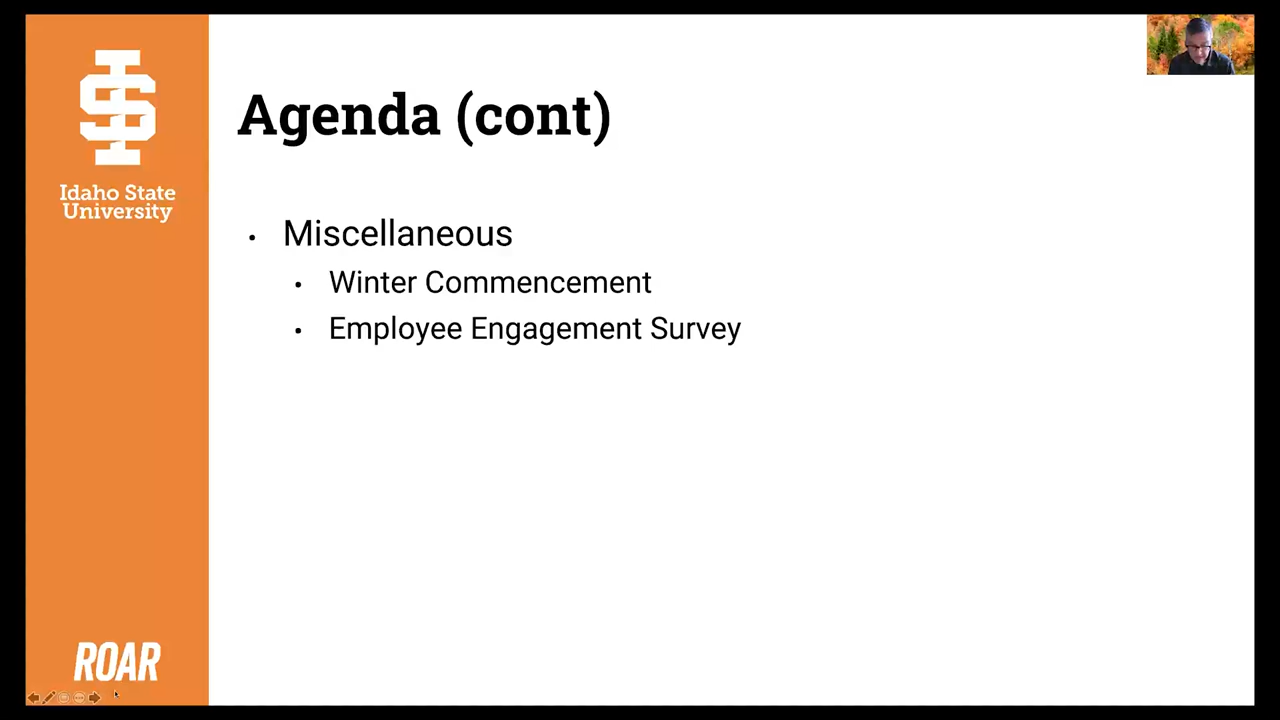 Idaho State
University
Agenda (cont)
• Miscellaneous
• Winter Commencement
• Employee Engagement Survey
ROAR